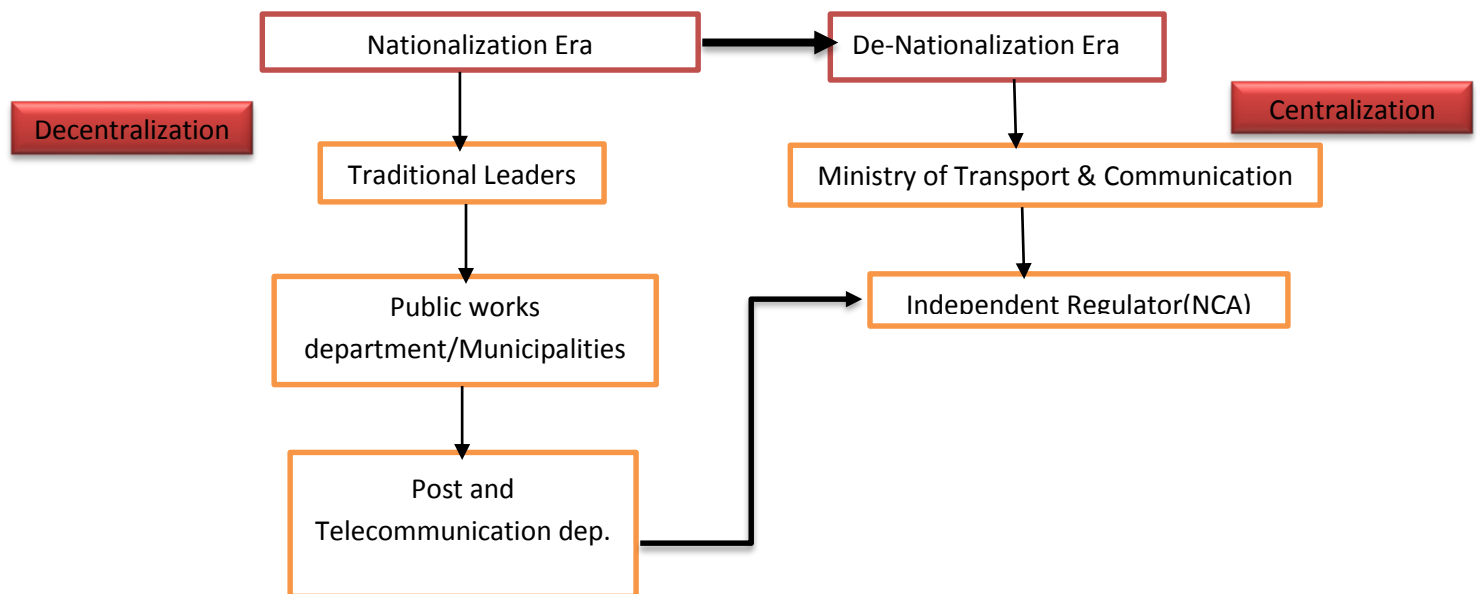 Nationalization Era
De-Nationalization Era
Decentralization
Centralization
Traditional Leaders
Ministry of Transport & Communication
Public works
department/Municipalities
Independent Regulator(NCA)
Post and
Telecommunication dep.